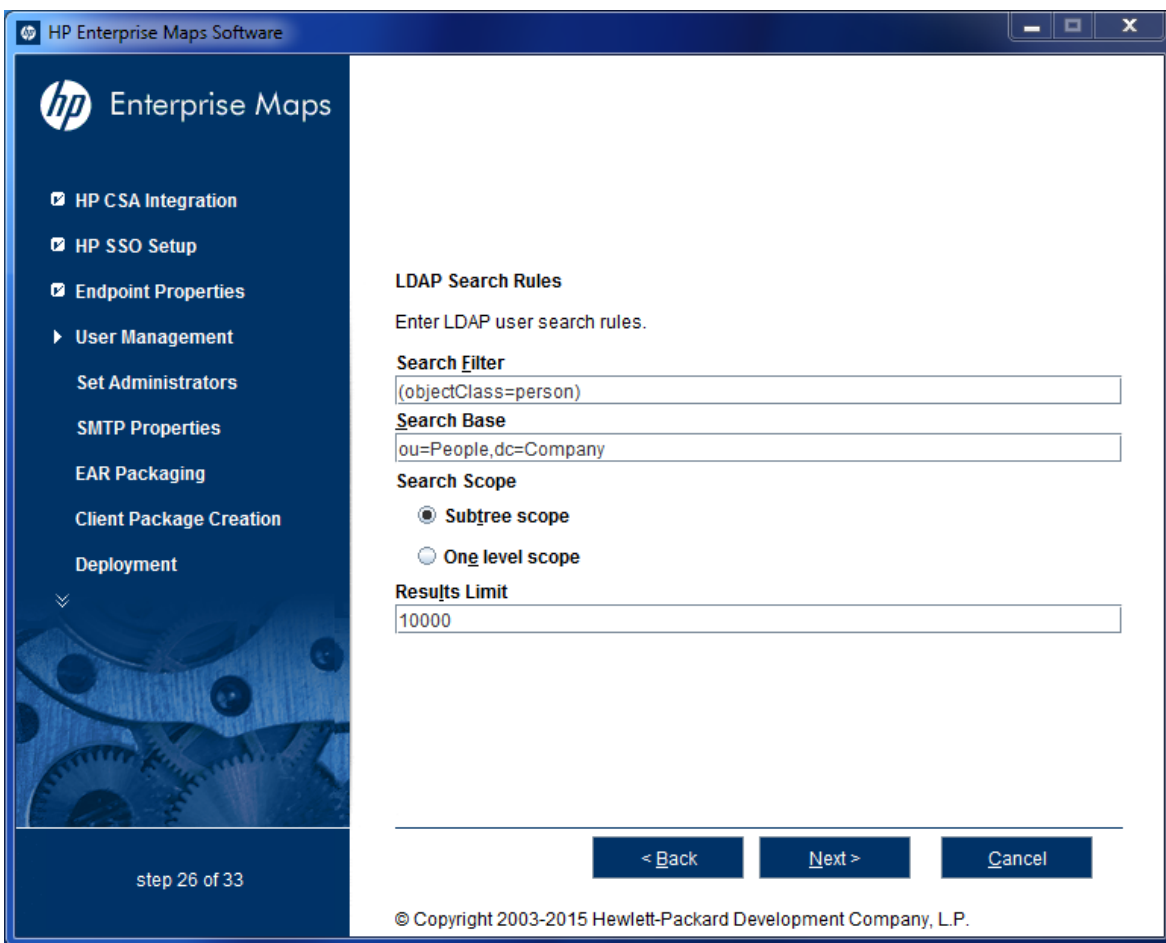 HP Enterprise Maps Software
hp Enterprise Maps
HP CSA Integration
HP SSO Setup
Endpoint Properties
User Management
Set Administrators
SMTP Properties
EAR Packaging
Client Package Creation
Deployment
step 26 of 33
LDAP Search Rules
Enter LDAP user search rules.
Search Filter
(objectClass=person)
Search Base
ou=People,dc=Company
Search Scope
Subtree scope
One level scope
Results Limit
10000
< Back
Next >
Cancel
© Copyright 2003-2015 Hewlett-Packard Development Company, L.P.